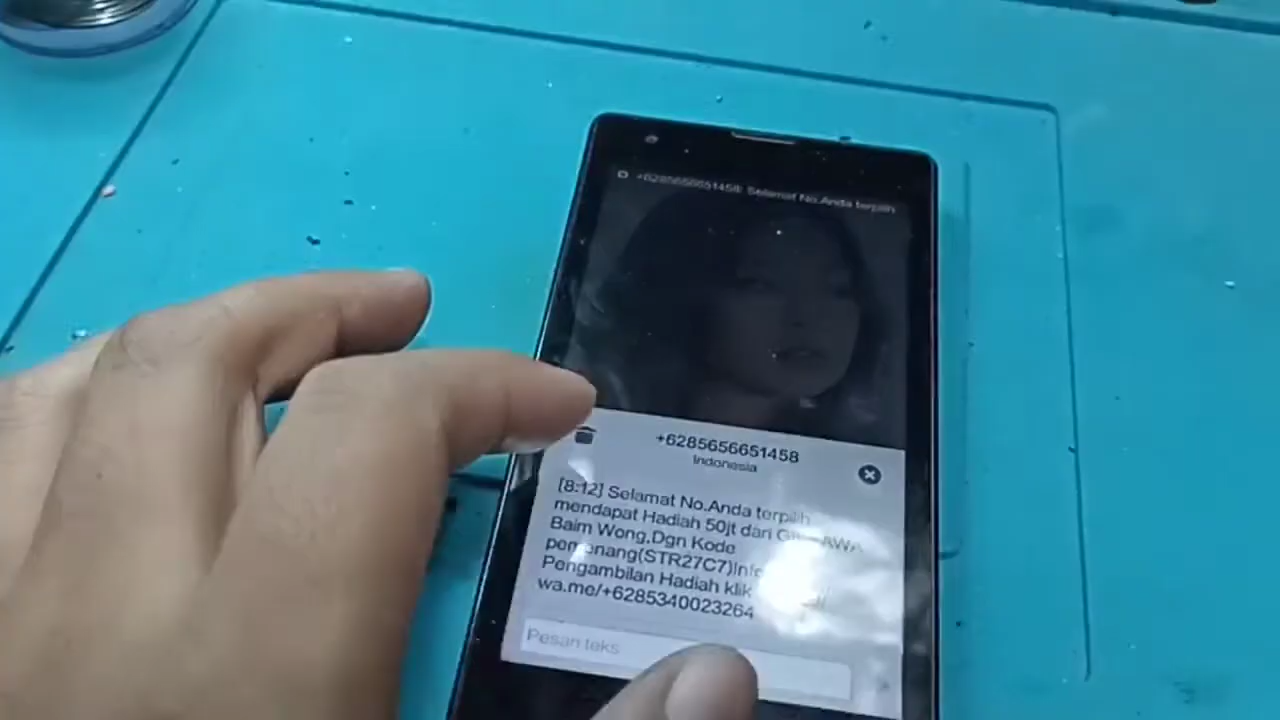 +6285656651458: Selamat No.Anda terpilih
+6285656651458
Indonesia
[8:12] Selamat No.Anda terpilih
mendapat Hadiah 50jt dari
Baim Wong,Dgn Kode
pemenang(STR27C7)Info
Pengambilan Hadiah klik
wa.me/+6285340023264
Pesan teks